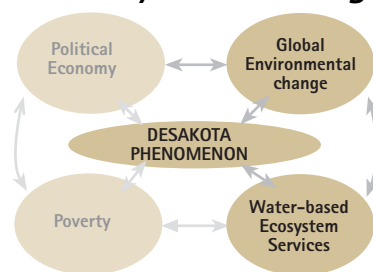 Political
Economy
Global
Environmental
change
DESAKOTA
PHENOMENON
Poverty
Water-based
Ecosystem
Services